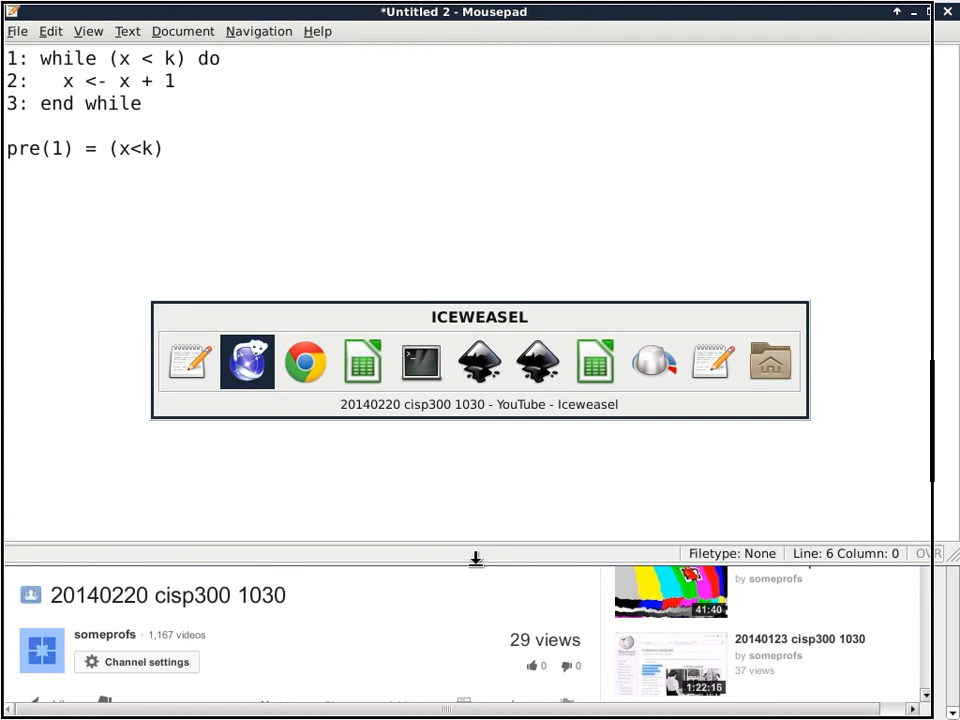 *Untitled 2 - Mousepad
File Edit View Text Document Navigation Help
1: while (x < k) do
2:   x <- x + 1
3: end while
pre(1) = (x<k)
ICEWEASEL
20140220 cisp300 1030 - YouTube - Iceweasel
Filetype: None Line: 6 Column: 0 OVR
20140220 cisp300 1030
someprofs · 1,167 videos
Channel settings
29 views
0 0
by someprofs
41:40
20140123 cisp300 1030
by someprofs
37 views
1:22:16